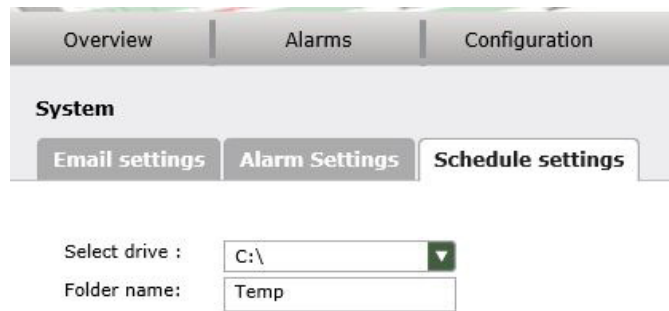 Overview Alarms Configuration
System
Email settings Alarm Settings Schedule settings
Select drive : C:\
Folder name: Temp